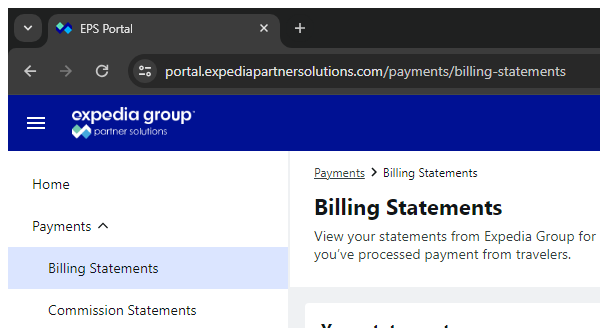 EPS Portal
portal.expediapartnersolutions.com/payments/billing-statements
expedia group
partner solutions
Home
Payments > Billing Statements
Billing Statements
Payments
View your statements from Expedia Group for
you've processed payment from travelers.
Billing Statements
Commission Statements